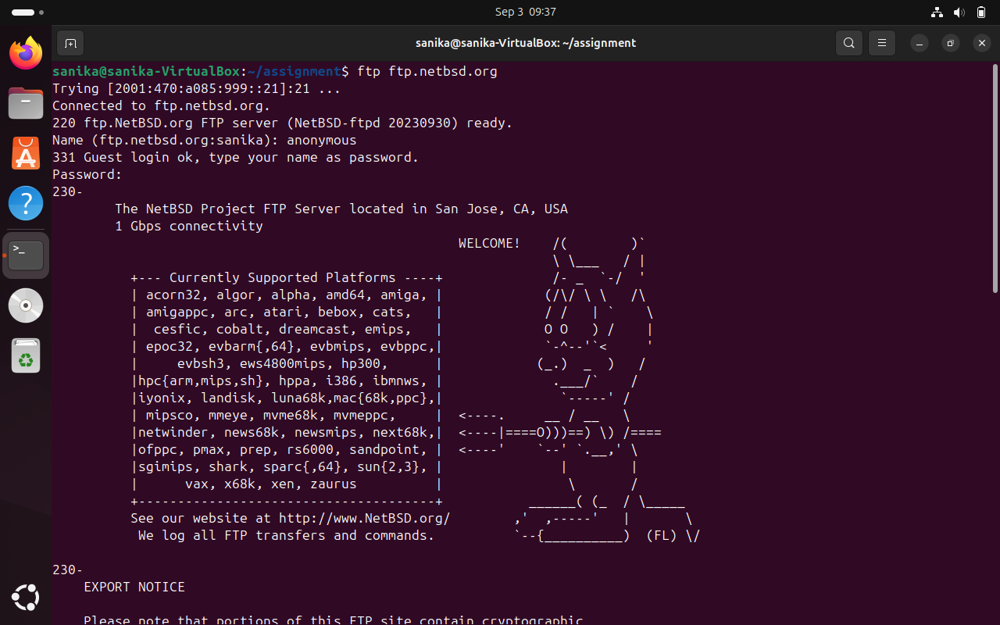 Sep 3 09:37
sanika@sanika-VirtualBox: ~/assignment
sanika@sanika-VirtualBox:~/assignment$ ftp ftp.netbsd.org
Trying [2001:470:a085:999::21]:21 ...
Connected to ftp.netbsd.org.
220 ftp.NetBSD.org FTP server (NetBSD-ftpd 20230930) ready.
Name (ftp.netbsd.org:sanika): anonymous
331 Guest login ok, type your name as password.
Password:
230-
        The NetBSD Project FTP Server located in San Jose, CA, USA
        1 Gbps connectivity
                                                    WELCOME!    /(        )`
                                                                \ \___   / |
          +--- Currently Supported Platforms ----+              /- _  `-/  '
          | acorn32, algor, alpha, amd64, amiga, |             (/\/ \ \   /\
          | amigappc, arc, atari, bebox, cats,   |             / /   | `    \
          |  cesfic, cobalt, dreamcast, emips,   |             O O   ) /    |
          | epoc32, evbarm{,64}, evbmips, evbppc,|             `-^--'`<     '
          |     evbsh3, ews4800mips, hp300,      |            (_.)  _  )   /
          |hpc{arm,mips,sh}, hppa, i386, ibmnws, |              .___/`    /
          |iyonix, landisk, luna68k,mac{68k,ppc},|               `-----' /
          | mipsco, mmeye, mvme68k, mvmeppc,     |  <----.     __ / __   \
          |netwinder, news68k, newsmips, next68k,|  <----|====O)))==) \) /====
          |ofppc, pmax, prep, rs6000, sandpoint, |  <----'    `--' `.__,' \
          |sgimips, shark, sparc{,64}, sun{2,3}, |               |        |
          |      vax, x68k, xen, zaurus          |                \       /
          +--------------------------------------+           ______( (_  / \_____
          See our website at http://www.NetBSD.org/        ,'  ,-----'   |       \
           We log all FTP transfers and commands.          `--{__________)  (FL) \/
230-
    EXPORT NOTICE
    Please note that portions of this FTP site contain cryptographic